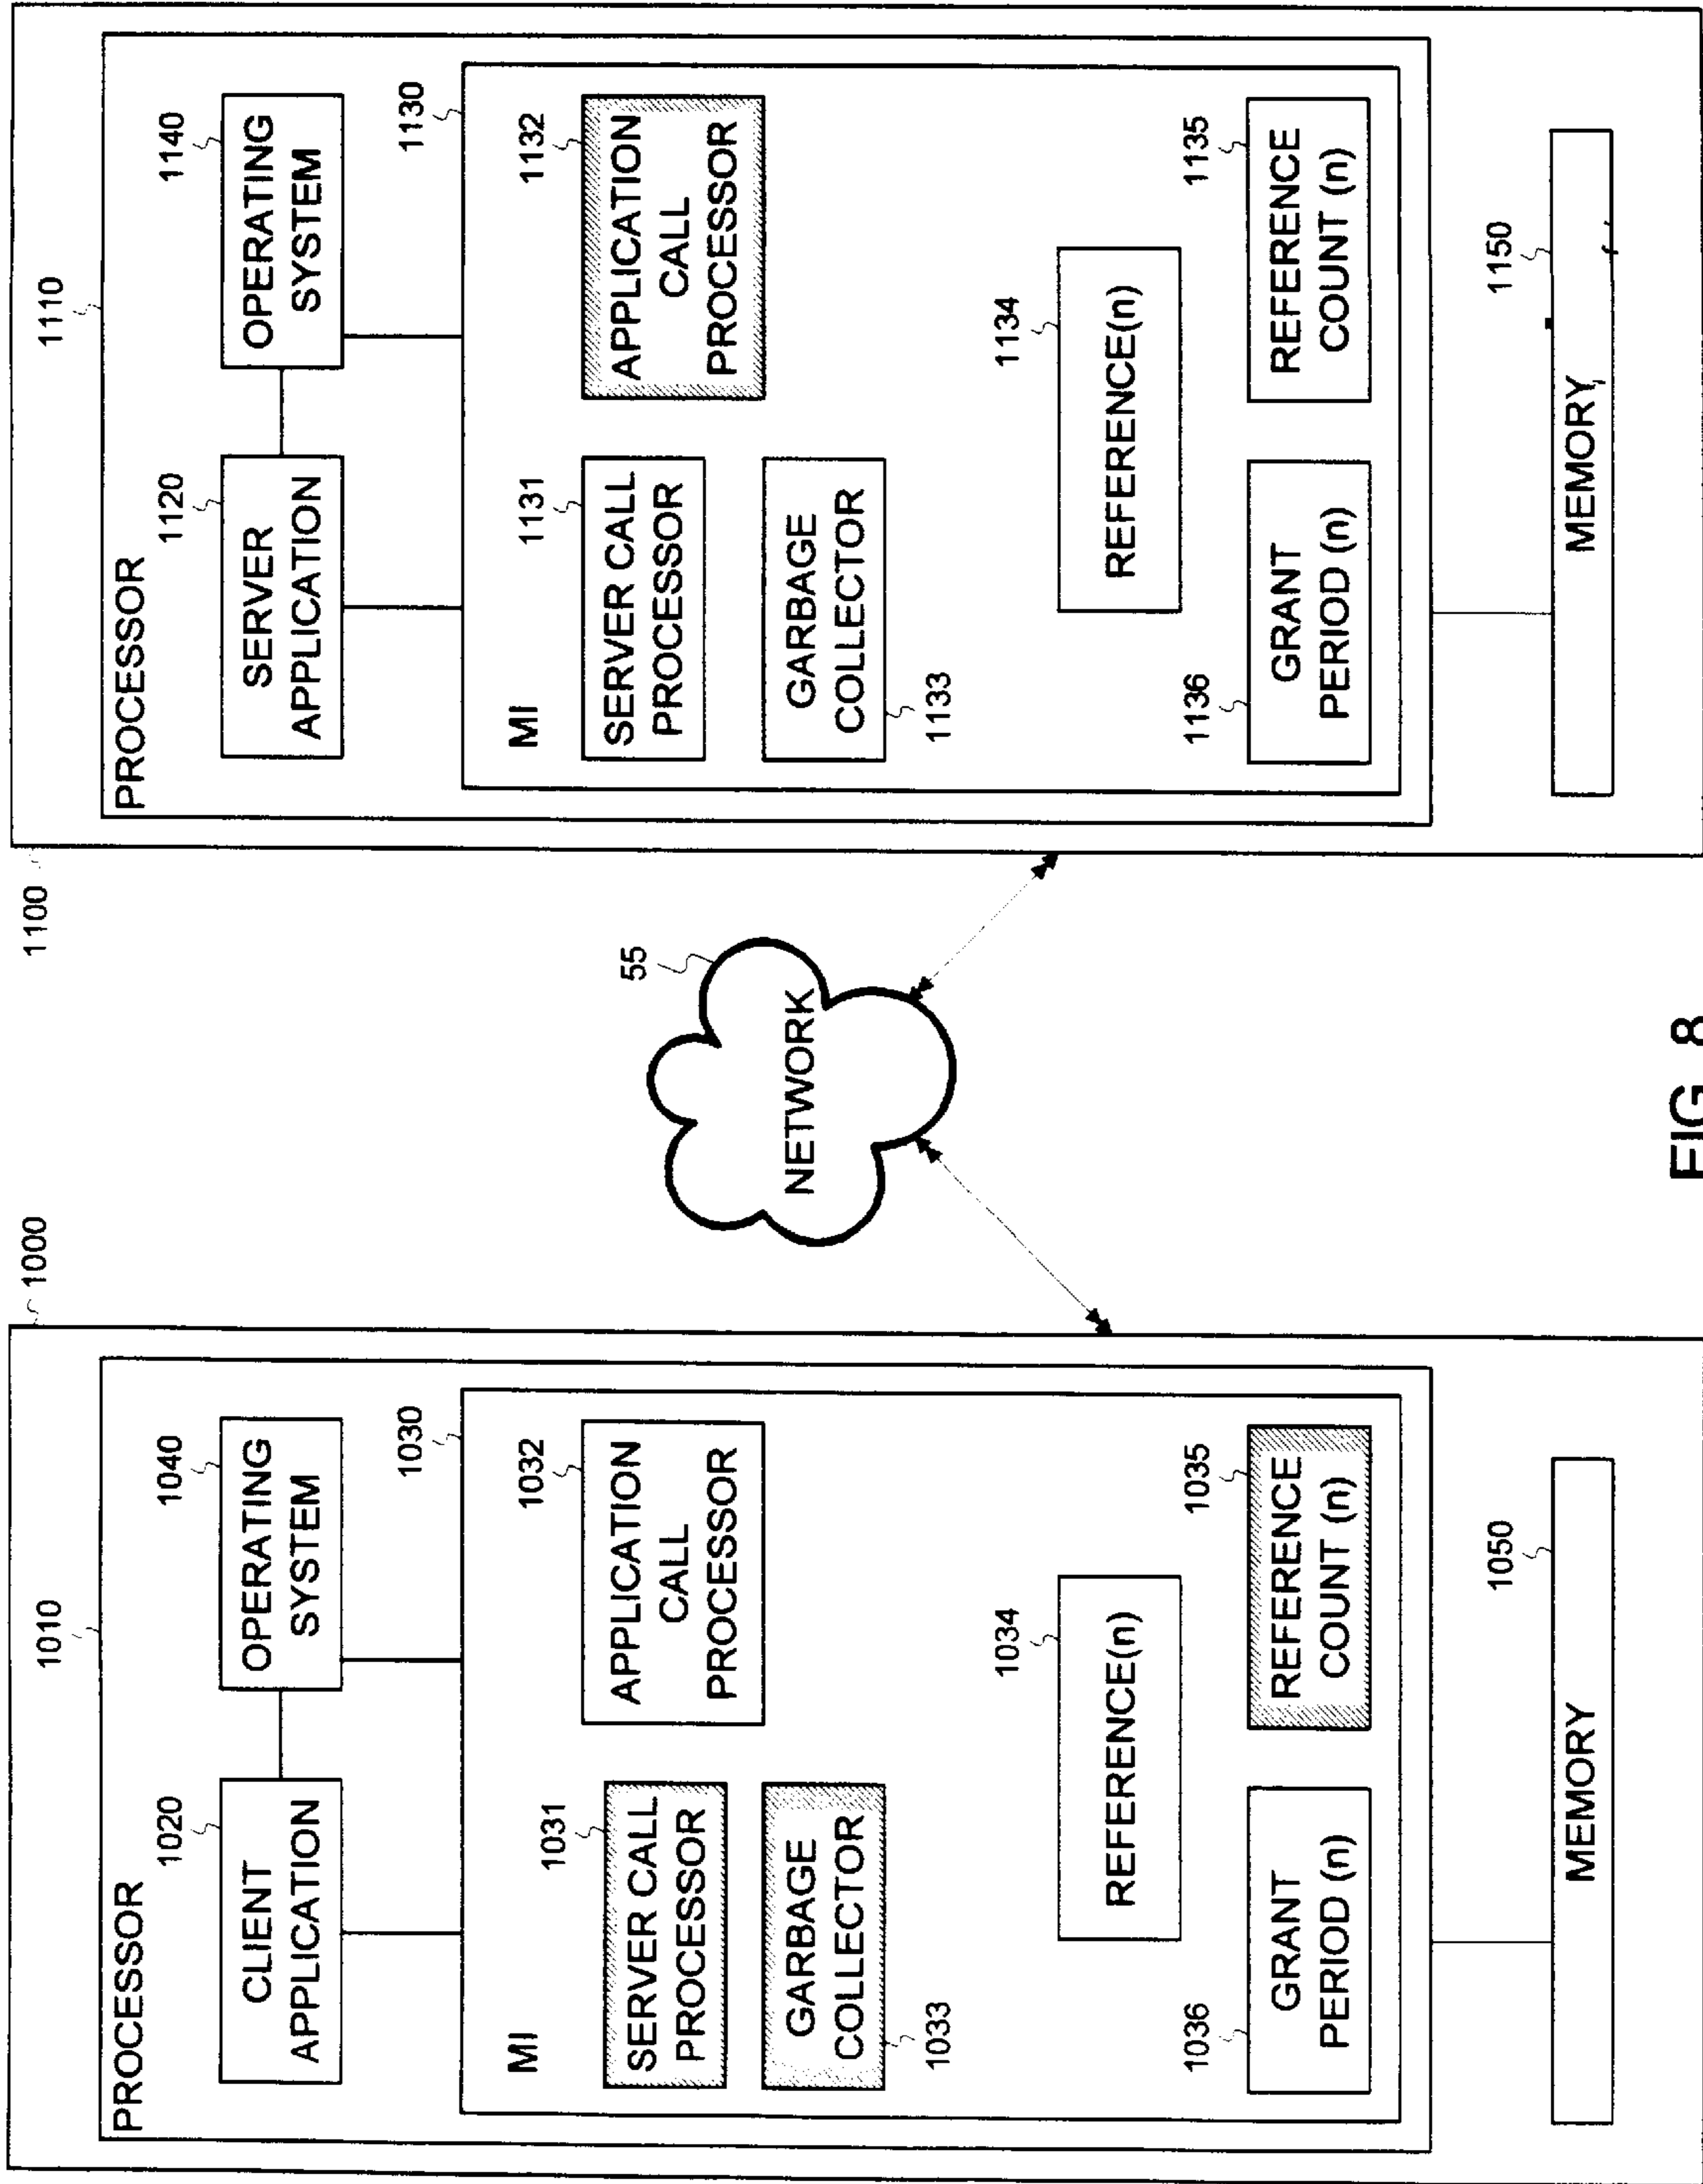 1000
1010
PROCESSOR
1020
CLIENT
APPLICATION
1040
OPERATING
SYSTEM
1030
MI
1031
SERVER CALL
PROCESSOR
1032
APPLICATION
CALL
PROCESSOR
GARBAGE
COLLECTOR
1033
1034
REFERENCE(n)
1036
GRANT
PERIOD (n)
1035
REFERENCE
COUNT (n)
1050
MEMORY
55
NETWORK
1100
1110
PROCESSOR
1120
SERVER
APPLICATION
1140
OPERATING
SYSTEM
1130
MI
1131
SERVER CALL
PROCESSOR
1132
APPLICATION
CALL
PROCESSOR
GARBAGE
COLLECTOR
1133
1134
REFERENCE(n)
1136
GRANT
PERIOD (n)
1135
REFERENCE
COUNT (n)
1150
MEMORY
FIG. 8